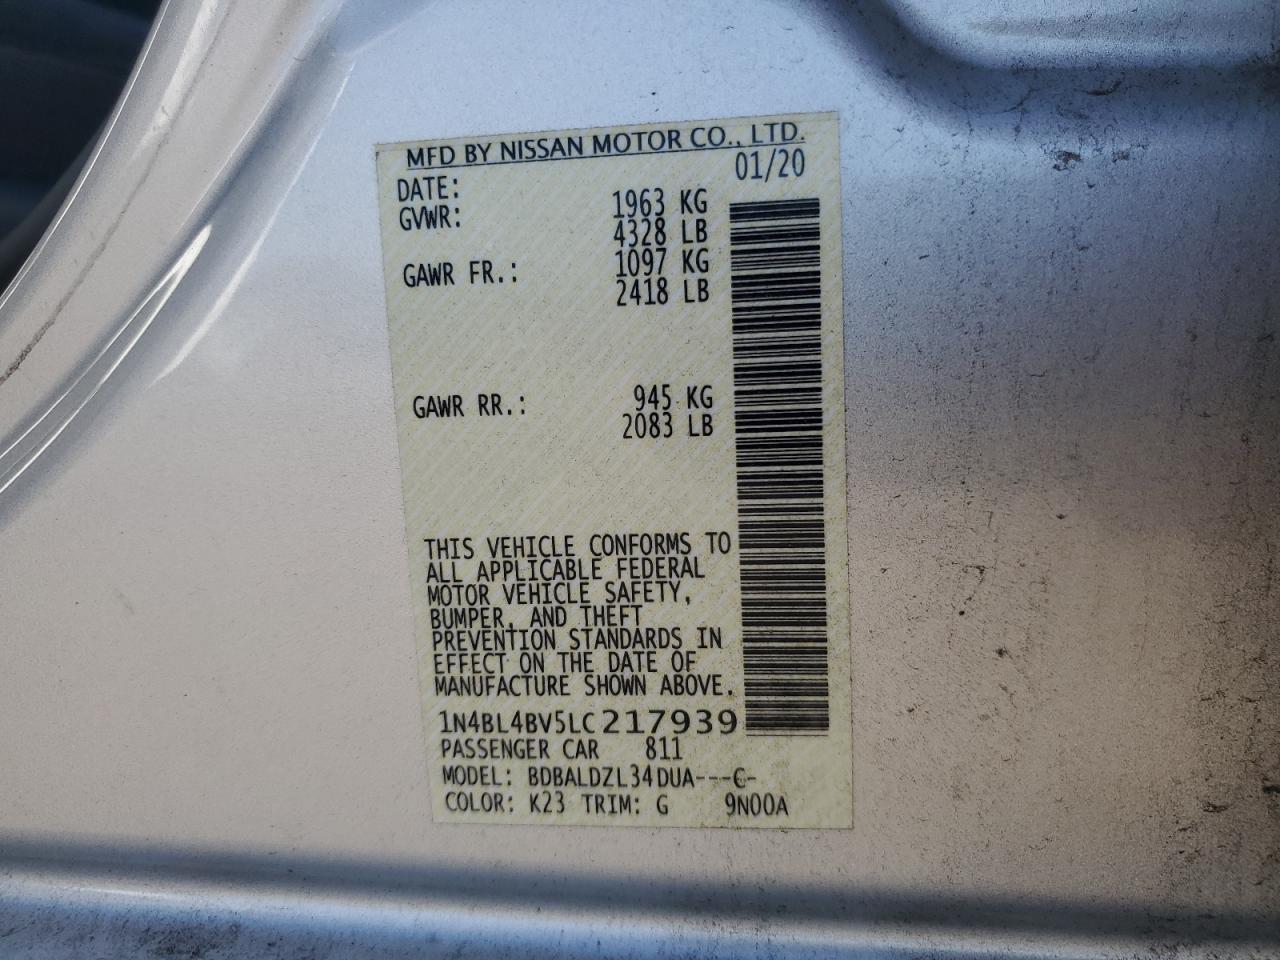 MFD BY NISSAN MOTOR CO., LTD.
DATE: 01/20
GVWR: 1963 KG
4328 LB
GAWR FR.: 1097 KG
2418 LB
GAWR RR.: 945 KG
2083 LB
THIS VEHICLE CONFORMS TO
ALL APPLICABLE FEDERAL
MOTOR VEHICLE SAFETY,
BUMPER, AND THEFT
PREVENTION STANDARDS IN
EFFECT ON THE DATE OF
MANUFACTURE SHOWN ABOVE.
1N4BL4BV5LC217939
PASSENGER CAR 811
MODEL: BDBALDZL34DUA---C-
COLOR: K23 TRIM: G 9N00A